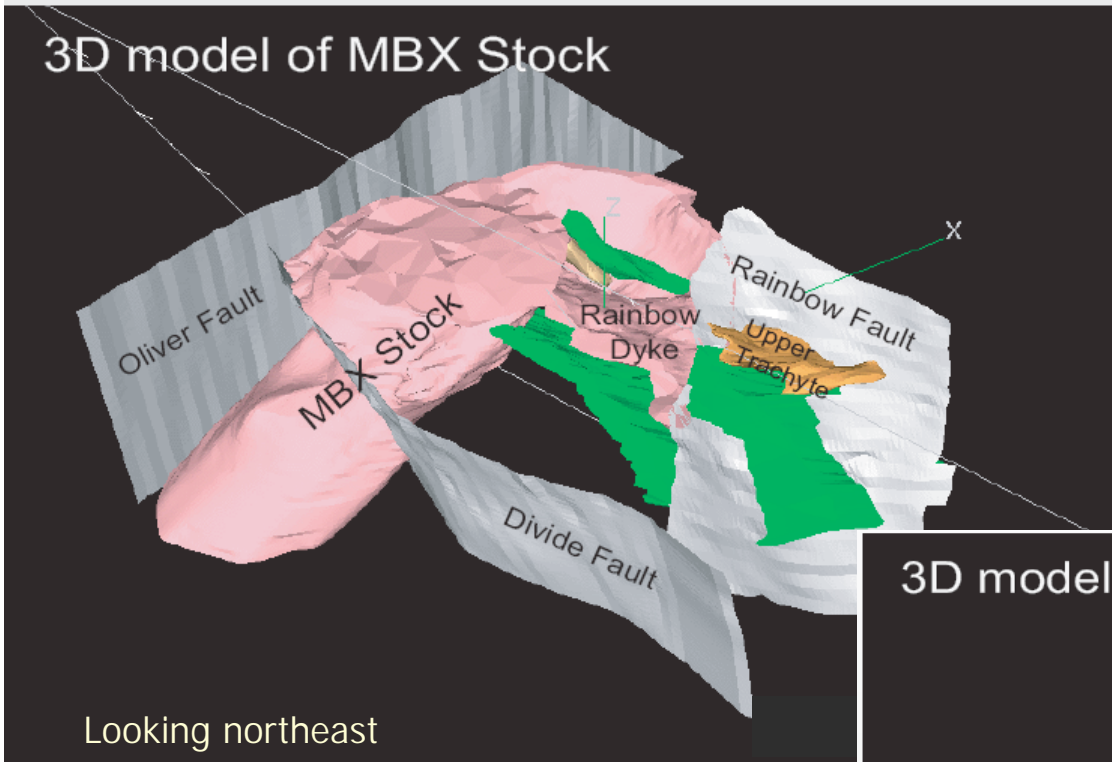 3D model of MBX Stock
Z
X
Oliver Fault
MBX Stock
Rainbow
Dyke
Rainbow Fault
Upper
Trachyte
Divide Fault
3D model
Looking northeast